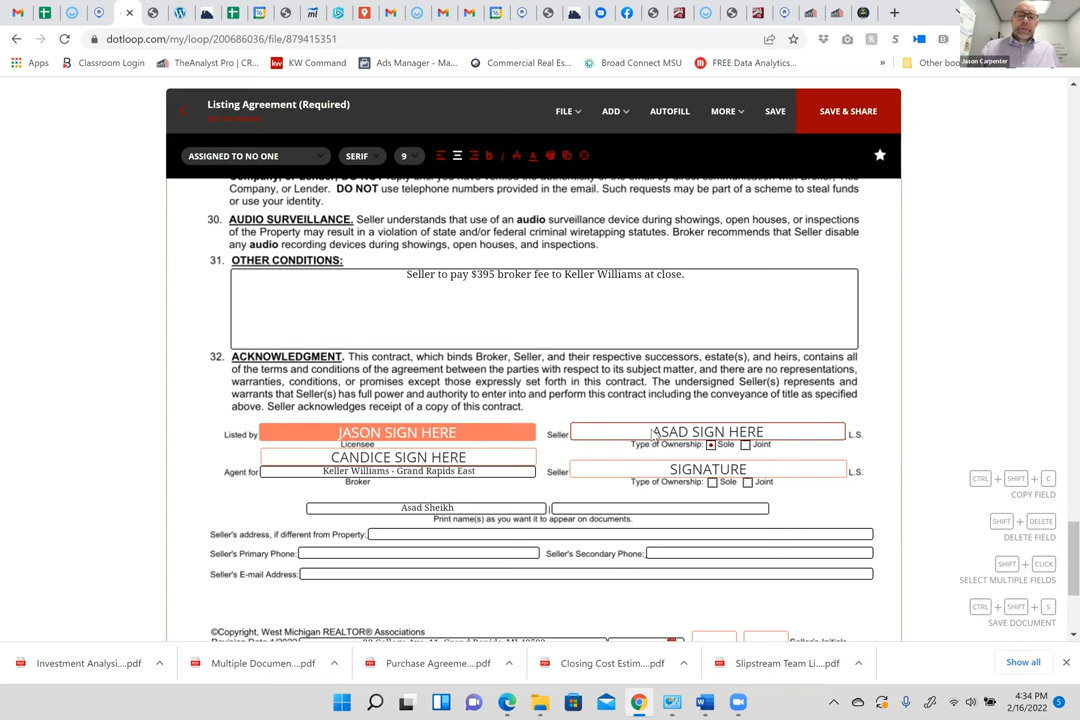 dotloop.com/my/loop/200686036/file/879415351
Apps
Classroom Login
TheAnalyst Pro | CR...
KW Command
Ads Manager - Ma...
Commercial Real Es...
Broad Connect MSU
FREE Data Analytics...
»
Other boo
Jason Carpenter
Listing Agreement (Required)
FILE
ADD
AUTOFILL
MORE
SAVE
SAVE & SHARE
ASSIGNED TO NO ONE
SERIF
9
Company, or Lender. DO NOT use telephone numbers provided in the email. Such requests may be part of a scheme to steal funds
or use your identity.
30. AUDIO SURVEILLANCE. Seller understands that use of an audio surveillance device during showings, open houses, or inspections
of the Property may result in a violation of state and/or federal criminal wiretapping statutes. Broker recommends that Seller disable
any audio recording devices during showings, open houses, and inspections.
31. OTHER CONDITIONS:
Seller to pay $395 broker fee to Keller Williams at close.
32. ACKNOWLEDGMENT. This contract, which binds Broker, Seller, and their respective successors, estate(s), and heirs, contains all
of the terms and conditions of the agreement between the parties with respect to its subject matter, and there are no representations,
warranties, conditions, or promises except those expressly set forth in this contract. The undersigned Seller(s) represents and
warrants that Seller(s) has full power and authority to enter into and perform this contract including the conveyance of title as specified
above. Seller acknowledges receipt of a copy of this contract.
Listed by JASON SIGN HERE Seller ASAD SIGN HERE L.S.
Licensee Type of Ownership: Sole Joint
CANDICE SIGN HERE
Agent for Keller Williams - Grand Rapids East Seller SIGNATURE L.S.
Broker Type of Ownership: Sole Joint
Asad Sheikh
Print name(s) as you want it to appear on documents.
Seller's address, if different from Property:
Seller's Primary Phone: Seller's Secondary Phone:
Seller's E-mail Address:
©Copyright, West Michigan REALTOR® Associations
CTRL + SHIFT + C
COPY FIELD
SHIFT + DELETE
DELETE FIELD
SHIFT + CLICK
SELECT MULTIPLE FIELDS
CTRL + SHIFT + S
SAVE DOCUMENT
Investment Analysi....pdf
Multiple Documen....pdf
Purchase Agreeme....pdf
Closing Cost Estim....pdf
Slipstream Team Li....pdf
Show all
4:34 PM
2/16/2022
5